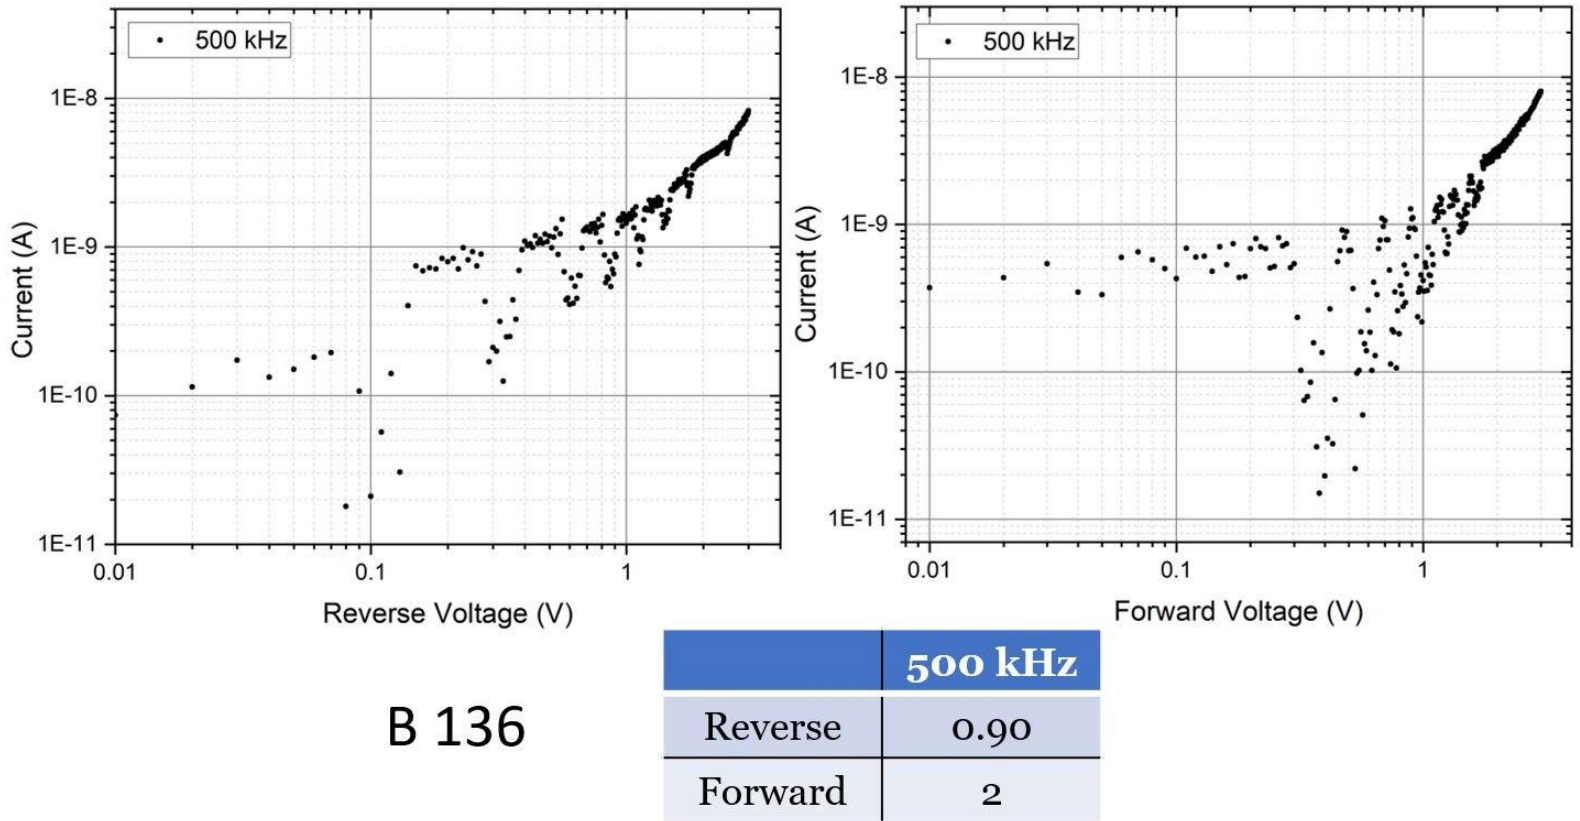 500 kHz
1E-8
1E-9
1E-10
1E-11
Current (A)
0.01
0.1
1
Reverse Voltage (V)
500 kHz
1E-8
1E-9
1E-10
1E-11
Current (A)
0.01
0.1
1
Forward Voltage (V)
B 136
500 kHz
Reverse 0.90
Forward 2